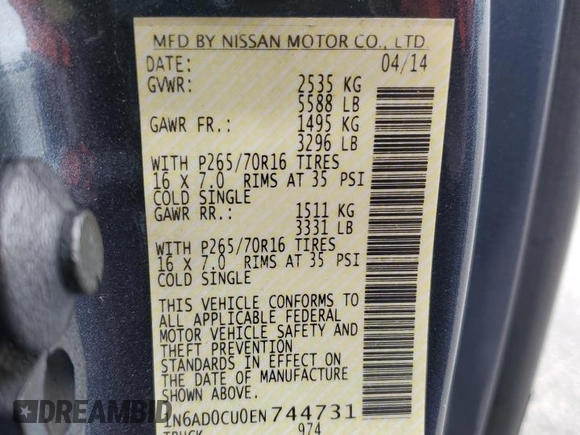 MFD BY NISSAN MOTOR CO., LTD
DATE: 04/14
GVWR: 2535 KG
5588 LB
GAWR FR.: 1495 KG
3296 LB
WITH P265/70R16 TIRES
16 X 7.0 RIMS AT 35 PSI
COLD SINGLE
GAWR RR.: 1511 KG
3331 LB
WITH P265/70R16 TIRES
16 X 7.0 RIMS AT 35 PSI
COLD SINGLE
THIS VEHICLE CONFORMS TO
ALL APPLICABLE FEDERAL
MOTOR VEHICLE SAFETY AND
THEFT PREVENTION
STANDARDS IN EFFECT ON
THE DATE OF MANUFACTURE
SHOWN ABOVE.
1N6AD0CU0EN744731
TRUCK 974
DREAMBID